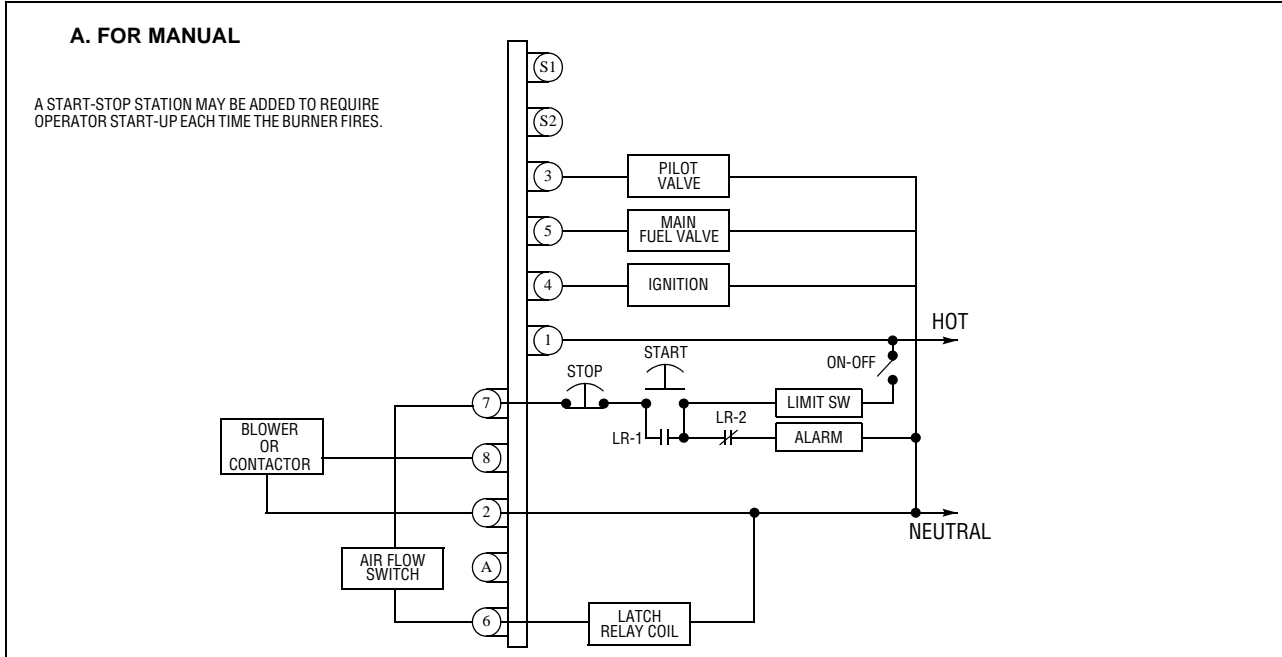 A. FOR MANUAL
A START-STOP STATION MAY BE ADDED TO REQUIRE
OPERATOR START-UP EACH TIME THE BURNER FIRES.
S1
S2
3
PILOT
VALVE
5
MAIN
FUEL VALVE
4
IGNITION
1
HOT
ON-OFF
STOP
START
7
LIMIT SW
LR-1
LR-2
ALARM
BLOWER
OR
CONTACTOR
8
2
NEUTRAL
AIR FLOW
SWITCH
A
6
LATCH
RELAY COIL